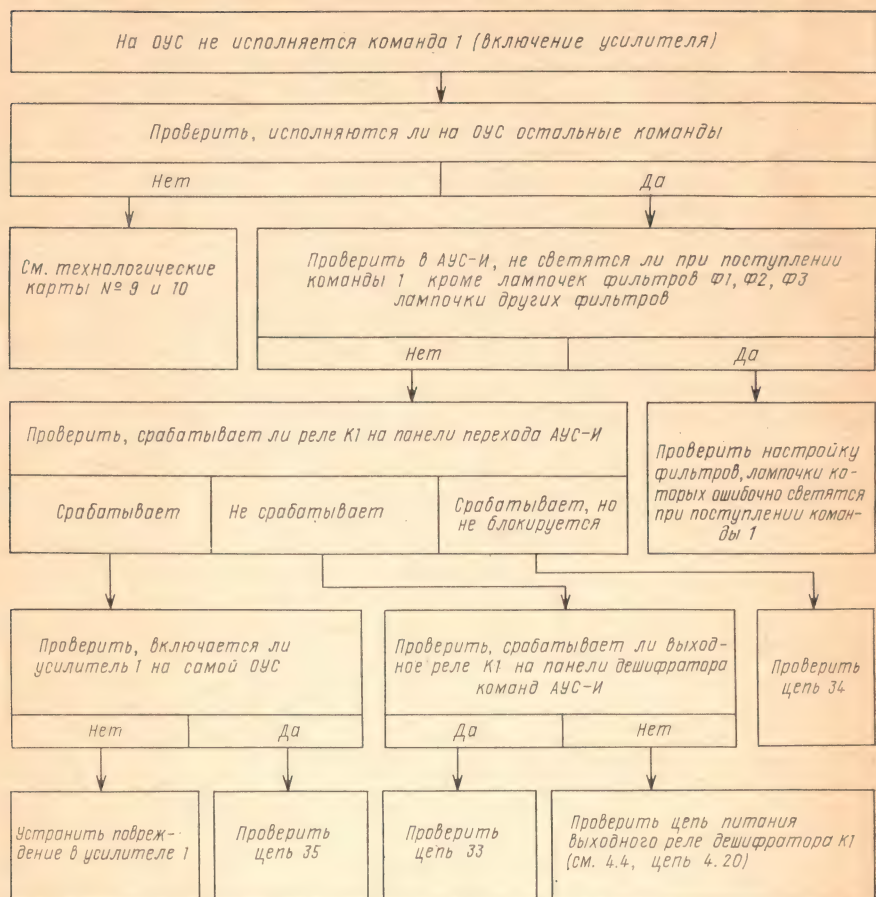 На ОУС не исполняется команда 1 (включение усилителя)
Проверить, исполняются ли на ОУС остальные команды
Нет
Да
См. технологические
карты № 9 и 10
Проверить в АУС-И, не светятся ли при поступлении
команды 1 кроме лампочек фильтров Ф1, Ф2, Ф3
лампочки других фильтров
Нет
Да
Проверить, срабатывает ли реле К1 на панели перехода АУС-И
Срабатывает
Не срабатывает
Срабатывает, но
не блокируется
Проверить настройку
фильтров, лампочки ко-
торых ошибочно светятся
при поступлении коман-
ды 1
Проверить, включается ли
усилитель 1 на самой ОУС
Нет
Да
Проверить, срабатывает ли выход-
ное реле К1 на панели дешифратора
команд АУС-И
Да
Нет
Проверить
цепь 34
Устранить повреж-
дение в усилителе 1
Проверить
цепь 35
Проверить
цепь 33
Проверить цепь питания
выходного реле дешифратора К1
(см. 4.4, цепь 4.20)